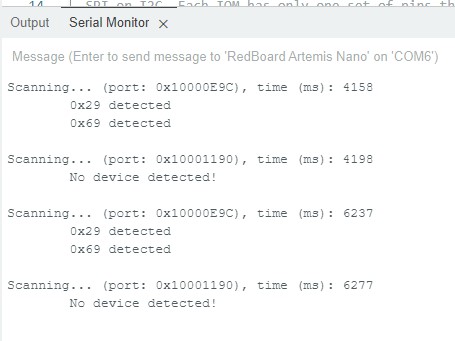 14 SPI or I2C. Each IOM has only one set of pins th
Output Serial Monitor ×
Message (Enter to send message to 'RedBoard Artemis Nano' on 'COM6')
Scanning... (port: 0x10000E9C), time (ms): 4158
0x29 detected
0x69 detected
Scanning... (port: 0x10001190), time (ms): 4198
No device detected!
Scanning... (port: 0x10000E9C), time (ms): 6237
0x29 detected
0x69 detected
Scanning... (port: 0x10001190), time (ms): 6277
No device detected!